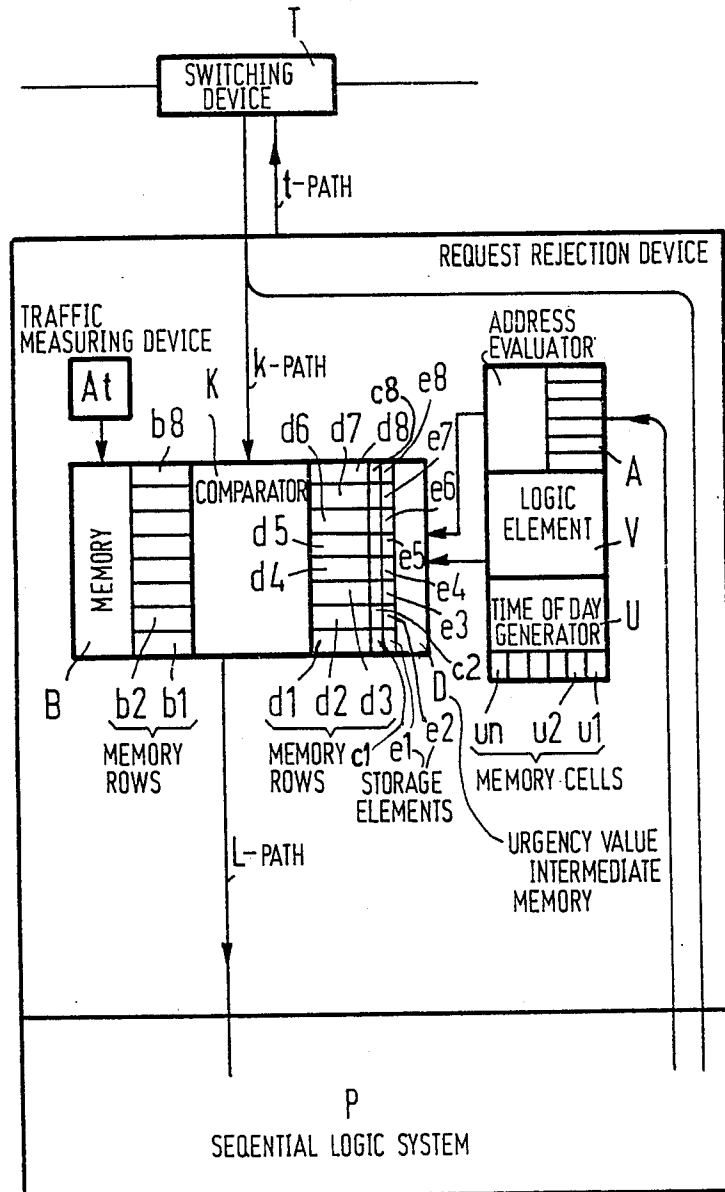 T
SWITCHING
DEVICE
t-PATH
REQUEST REJECTION DEVICE
TRAFFIC
MEASURING DEVICE
ADDRESS
EVALUATOR
At
k-PATH
K
c8
e8
b8
d6
d7
d8
e7
COMPARATOR
e6
A
MEMORY
d5
e5
LOGIC
ELEMENT
V
d4
e4
TIME OF DAY
GENERATOR
U
e3
c2
B
b2
b1
d1
d2
d3
D
un
u2
u1
MEMORY
ROWS
MEMORY
ROWS
c1
e1
e2
STORAGE
ELEMENTS
MEMORY CELLS
L-PATH
URGENCY VALUE
INTERMEDIATE
MEMORY
P
SEQENTIAL LOGIC SYSTEM